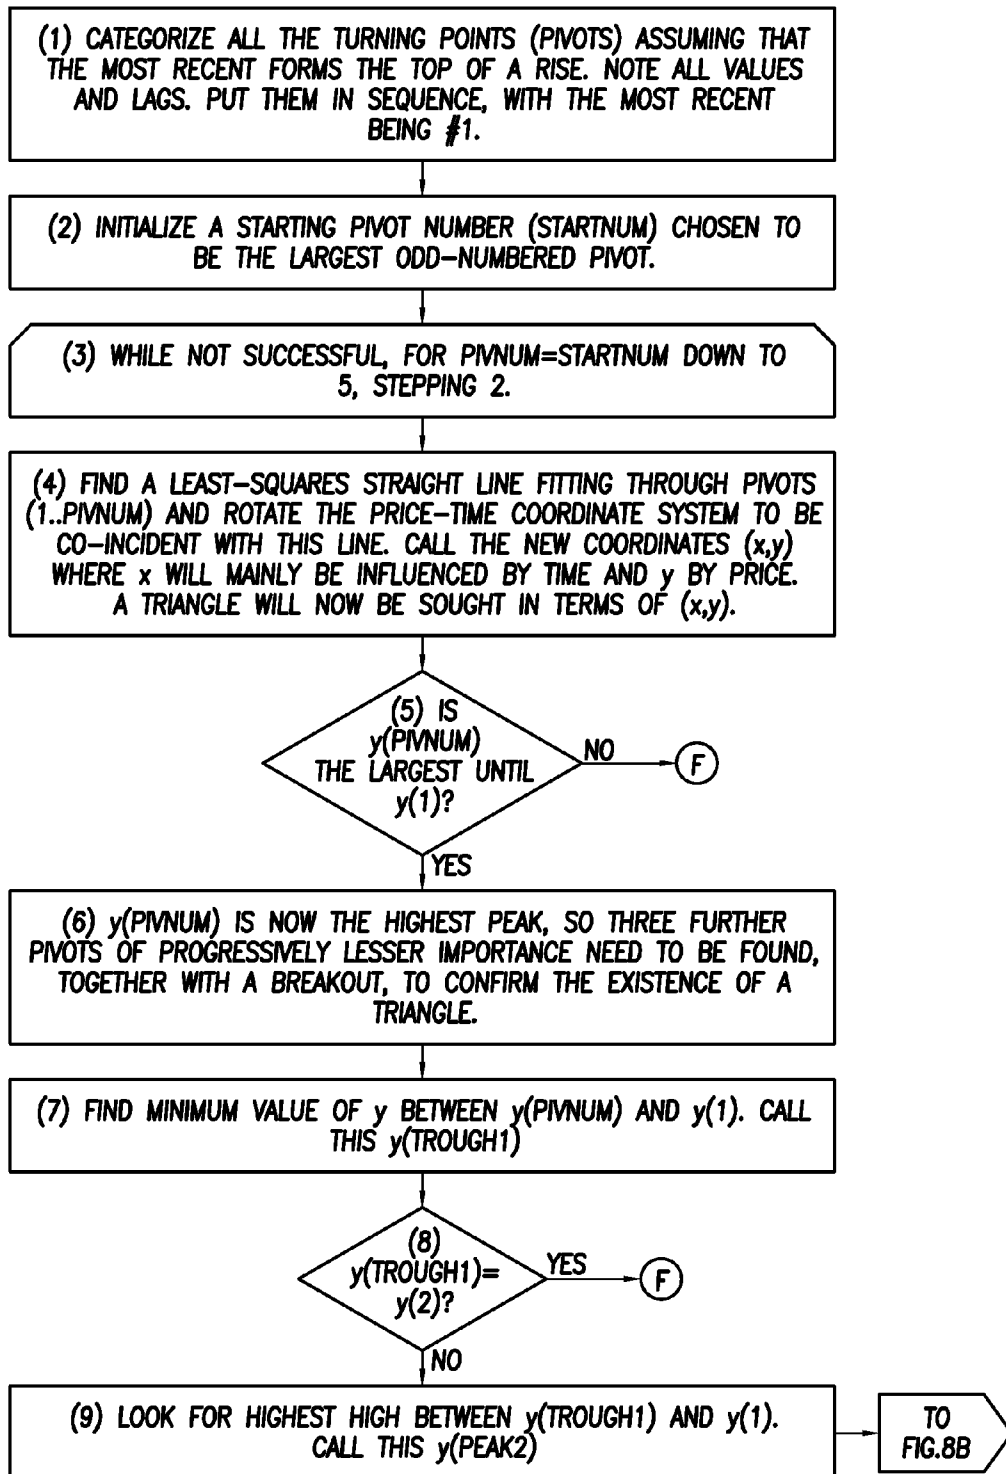 (1) CATEGORIZE ALL THE TURNING POINTS (PIVOTS) ASSUMING THAT
THE MOST RECENT FORMS THE TOP OF A RISE. NOTE ALL VALUES
AND LAGS. PUT THEM IN SEQUENCE, WITH THE MOST RECENT
BEING #1.
(2) INITIALIZE A STARTING PIVOT NUMBER (STARTNUM) CHOSEN TO
BE THE LARGEST ODD-NUMBERED PIVOT.
(3) WHILE NOT SUCCESSFUL, FOR PIVNUM=STARTNUM DOWN TO
5, STEPPING 2.
(4) FIND A LEAST-SQUARES STRAIGHT LINE FITTING THROUGH PIVOTS
(1..PIVNUM) AND ROTATE THE PRICE-TIME COORDINATE SYSTEM TO BE
CO-INCIDENT WITH THIS LINE. CALL THE NEW COORDINATES (x,y)
WHERE x WILL MAINLY BE INFLUENCED BY TIME AND y BY PRICE.
A TRIANGLE WILL NOW BE SOUGHT IN TERMS OF (x,y).
(5) IS
y(PIVNUM)
THE LARGEST UNTIL
y(1)?
NO
F
YES
(6) y(PIVNUM) IS NOW THE HIGHEST PEAK, SO THREE FURTHER
PIVOTS OF PROGRESSIVELY LESSER IMPORTANCE NEED TO BE FOUND,
TOGETHER WITH A BREAKOUT, TO CONFIRM THE EXISTENCE OF A
TRIANGLE.
(7) FIND MINIMUM VALUE OF y BETWEEN y(PIVNUM) AND y(1). CALL
THIS y(TROUGH1)
(8)
y(TROUGH1)=
y(2)?
YES
F
NO
(9) LOOK FOR HIGHEST HIGH BETWEEN y(TROUGH1) AND y(1).
CALL THIS y(PEAK2)
TO
FIG.8B